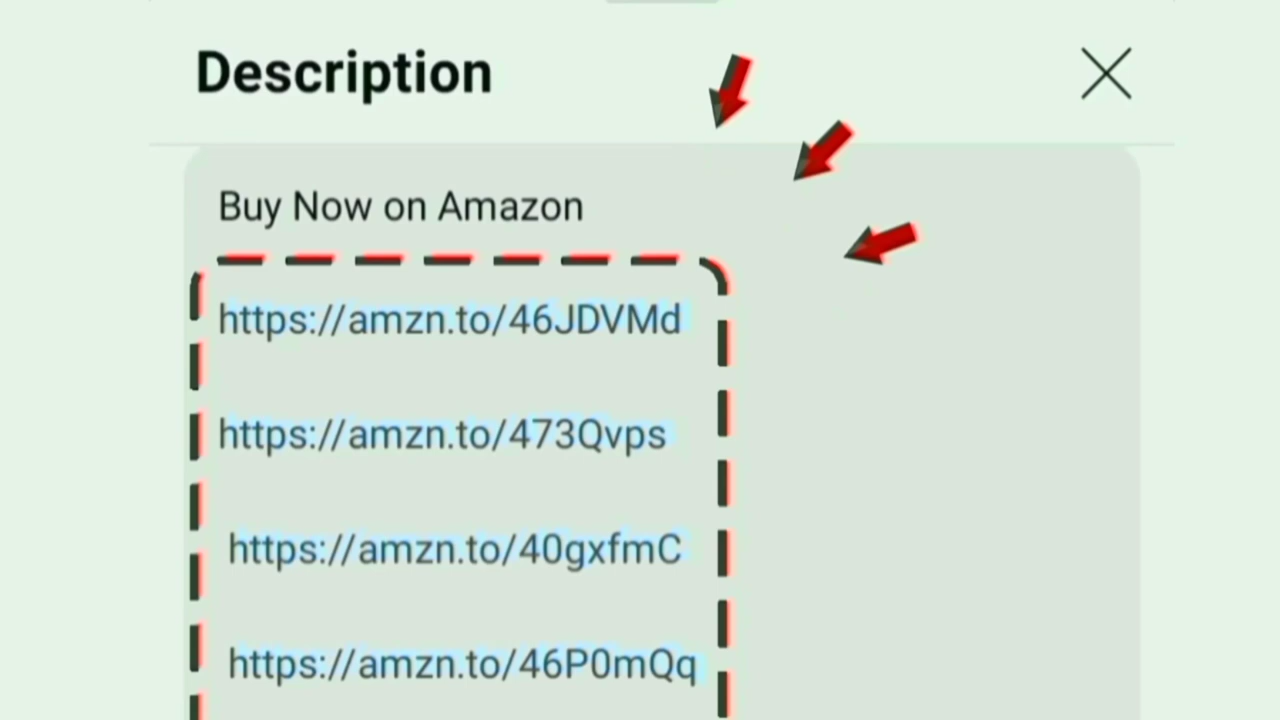 Description
Buy Now on Amazon
https://amzn.to/46JDVMd
https://amzn.to/473Qvps
https://amzn.to/40gxfmC
https://amzn.to/46P0mQq